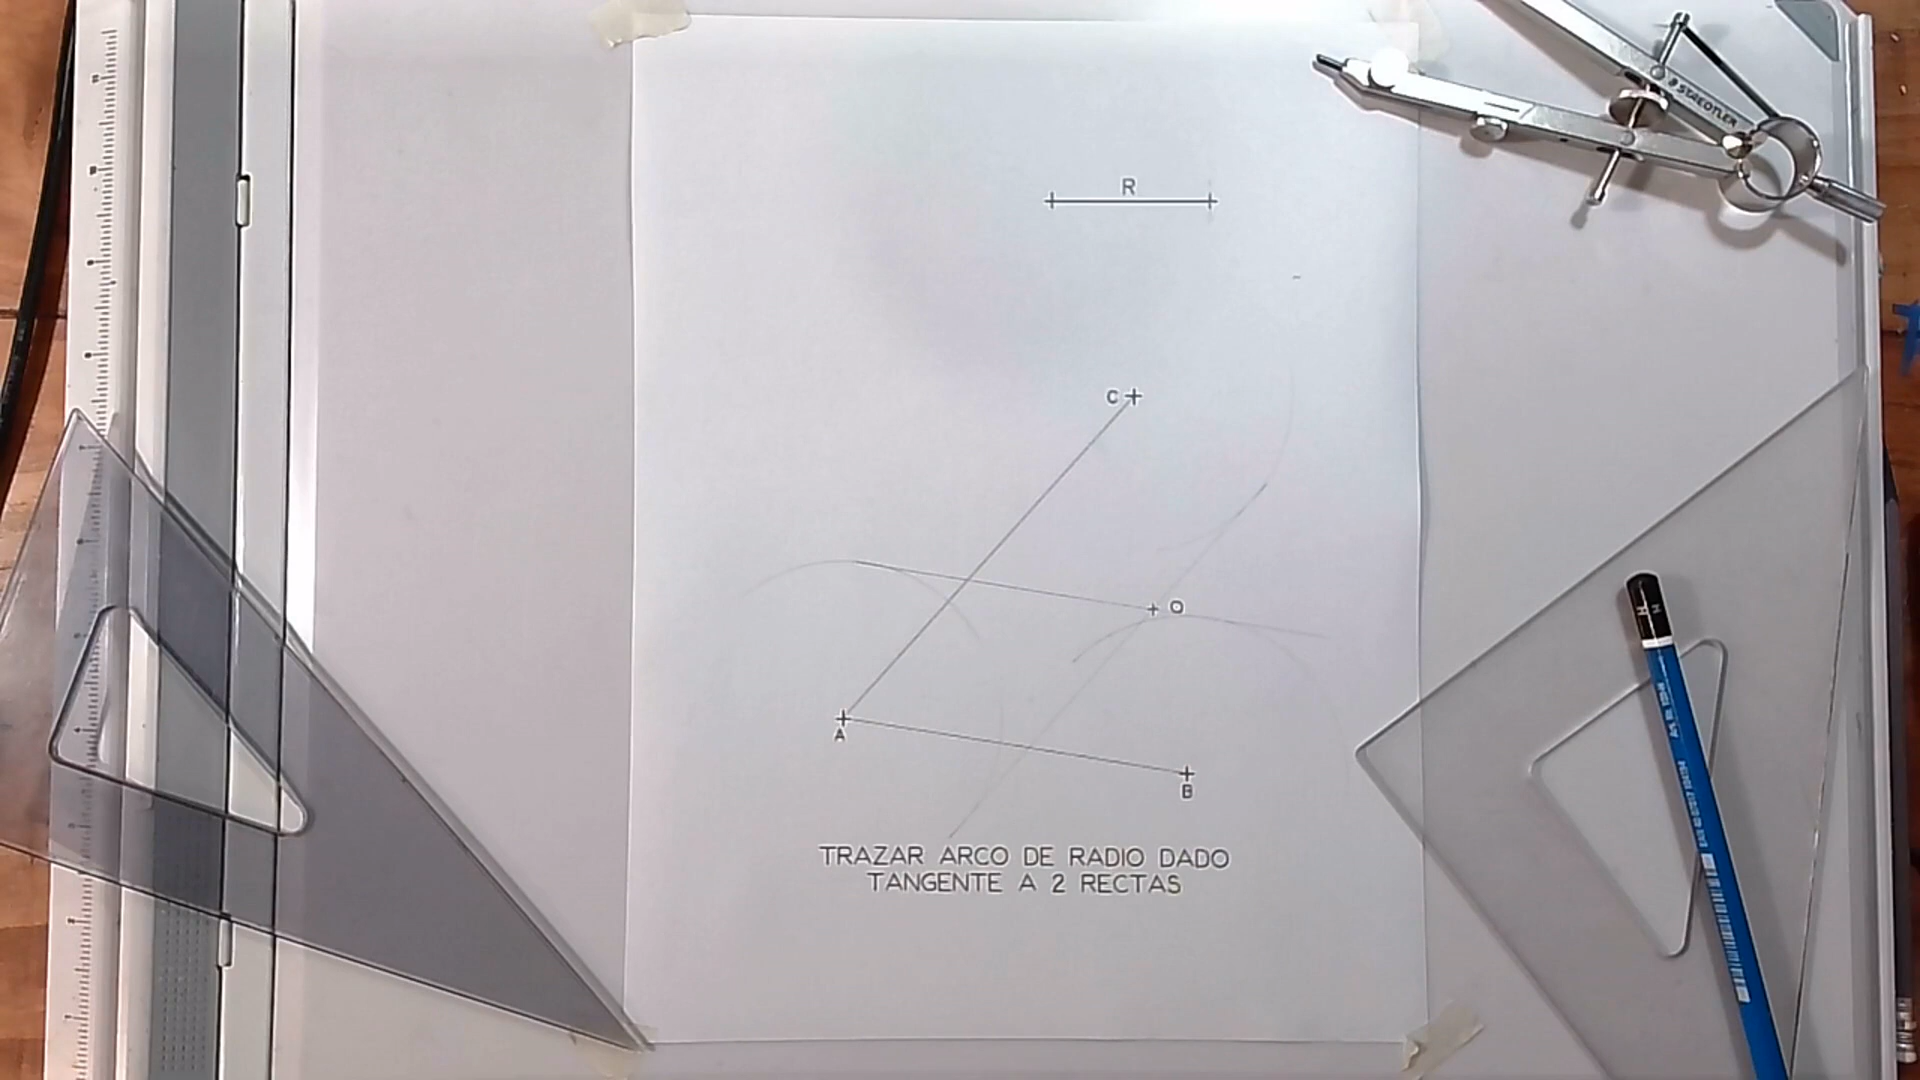 STAEDTLER
R
C
O
A
B
TRAZAR ARCO DE RADIO DADO
TANGENTE A 2 RECTAS
H
H